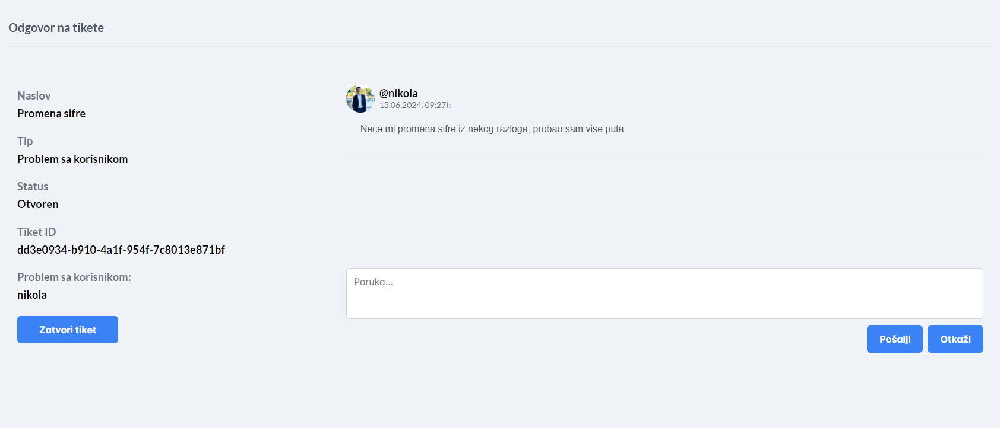 Odgovor na tikete
Naslov
Promena sifre
Tip
Problem sa korisnikom
Status
Otvoren
Tiket ID
dd3e0934-b910-4a1f-954f-7c8013e871bf
Problem sa korisnikom:
nikola
Zatvori tiket
@nikola
13.06.2024. 09:27h
Nece mi promena sifre iz nekog razloga, probao sam vise puta
Poruka...
Pošalji
Otkaži